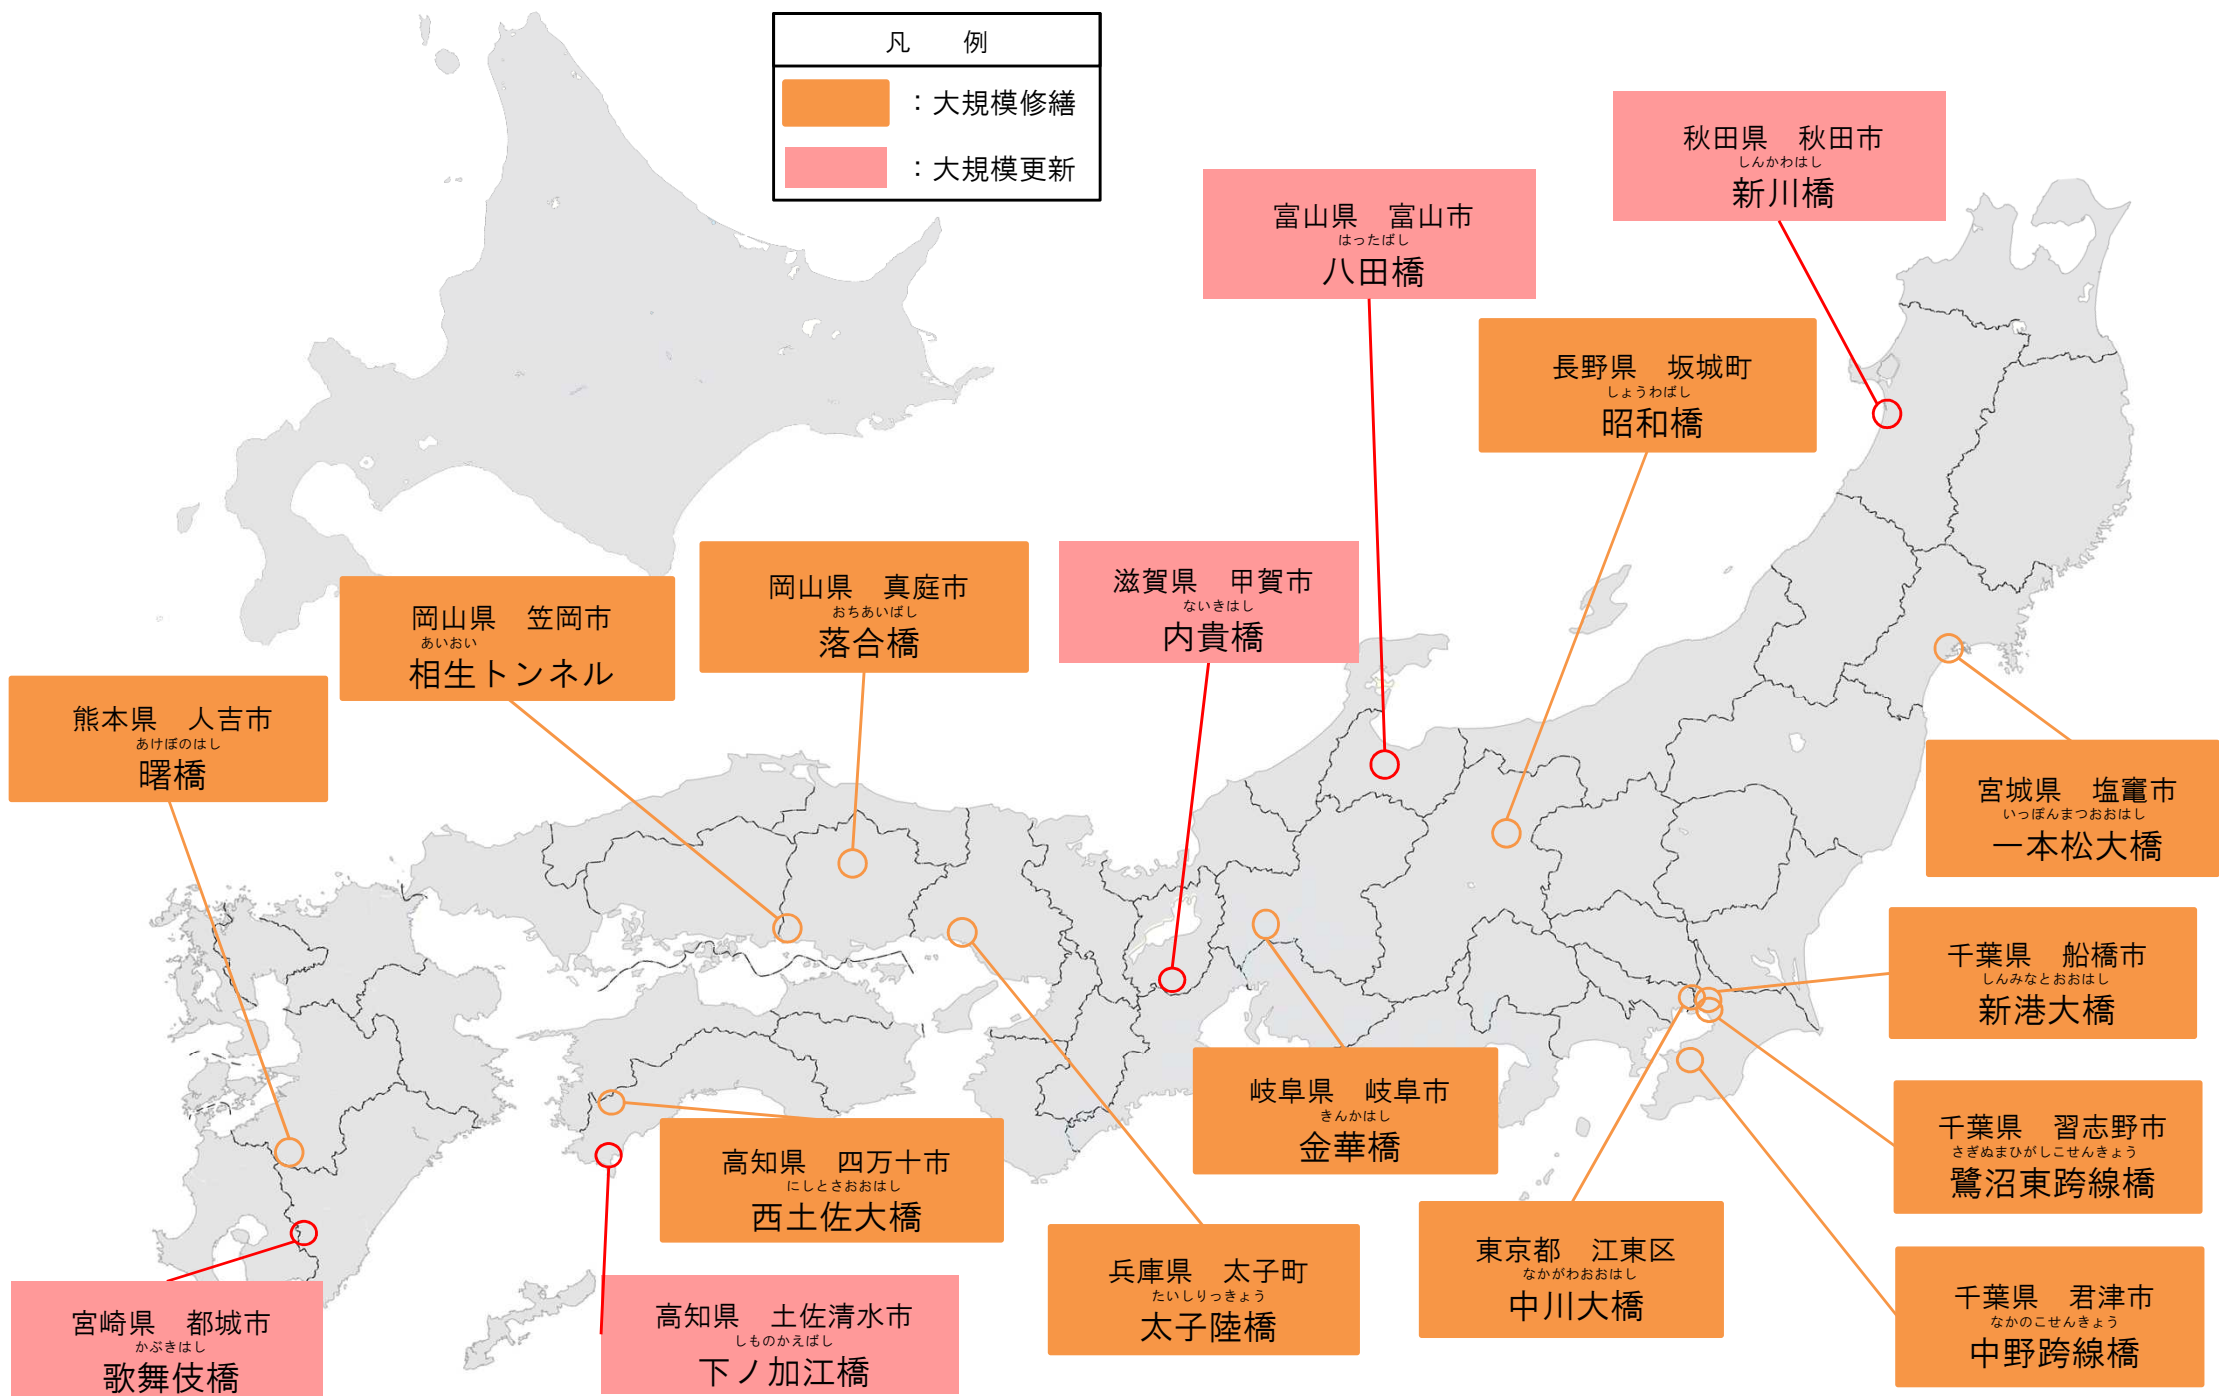 凡　例
：大規模修繕
：大規模更新
秋田県　秋田市
しんかわはし
新川橋
富山県　富山市
はったばし
八田橋
長野県　坂城町
しょうわばし
昭和橋
岡山県　真庭市
おちあいばし
落合橋
滋賀県　甲賀市
ないきはし
内貴橋
岡山県　笠岡市
あいおい
相生トンネル
熊本県　人吉市
あけぼのはし
曙橋
宮城県　塩竈市
いっぽんまつおおはし
一本松大橋
千葉県　船橋市
しんみなとおおはし
新港大橋
岐阜県　岐阜市
きんかはし
金華橋
千葉県　習志野市
さぎぬまひがしこせんきょう
鷺沼東跨線橋
高知県　四万十市
にしとさおおはし
西土佐大橋
東京都　江東区
なかがわおおはし
中川大橋
兵庫県　太子町
たいしりっきょう
太子陸橋
千葉県　君津市
なかのこせんきょう
中野跨線橋
高知県　土佐清水市
しものかえばし
下ノ加江橋
宮崎県　都城市
かぶきはし
歌舞伎橋